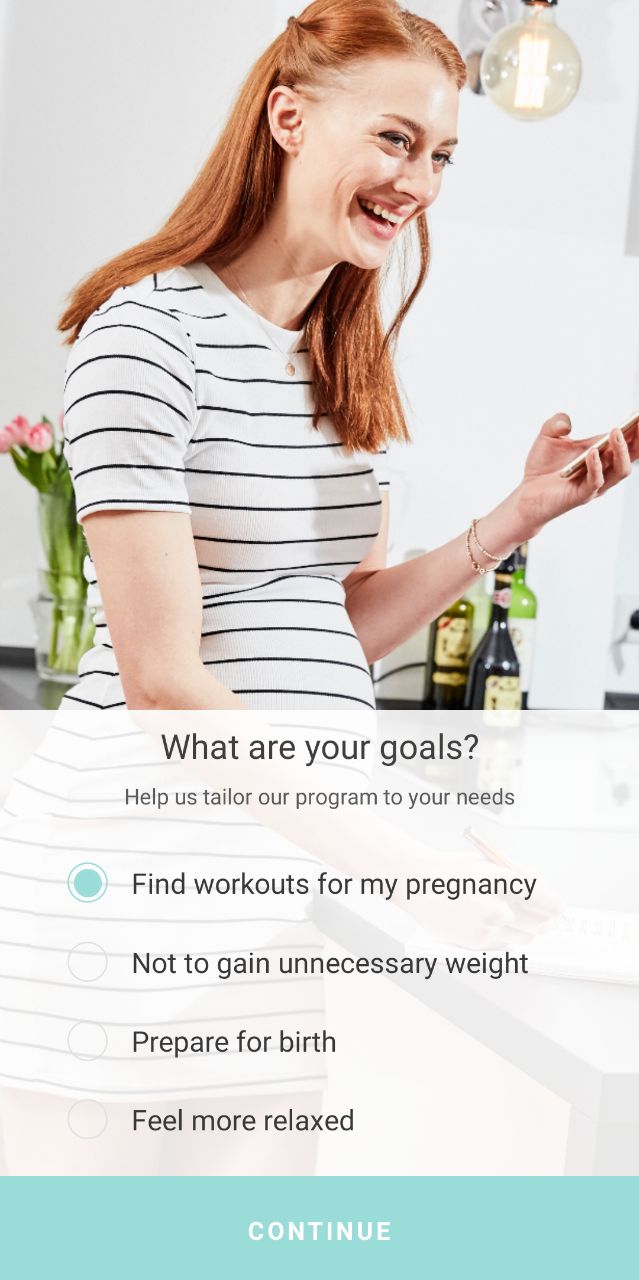 What are your goals?
Help us tailor our program to your needs
Find workouts for my pregnancy
Not to gain unnecessary weight
Prepare for birth
Feel more relaxed
CONTINUE